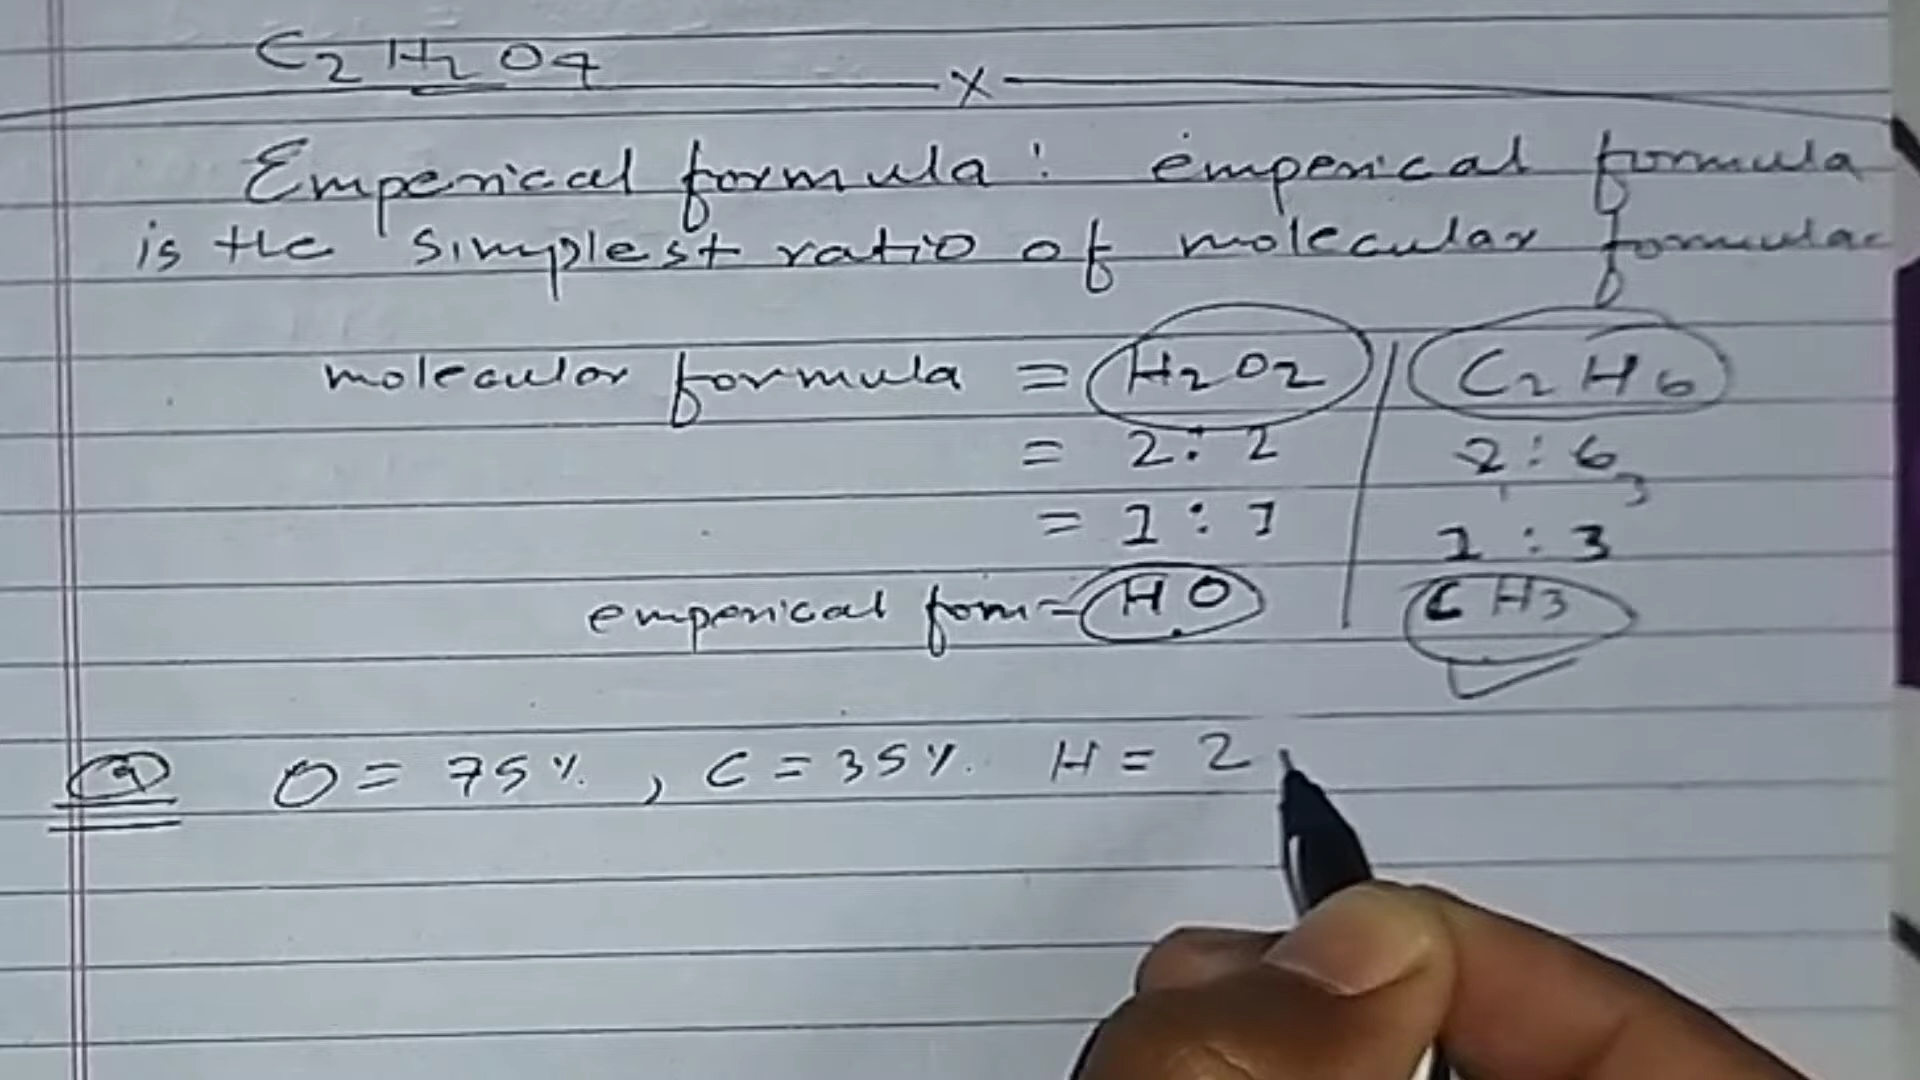 C2H2O4
x
Emperical formula: emperical formula
is the simplest ratio of molecular formula
molecular formula = H2O2 / C2H6
= 2:2 2:6 3
= 1:1 1:3
emperical form = HO CH3
Q O = 75%, C = 35%. H = 2